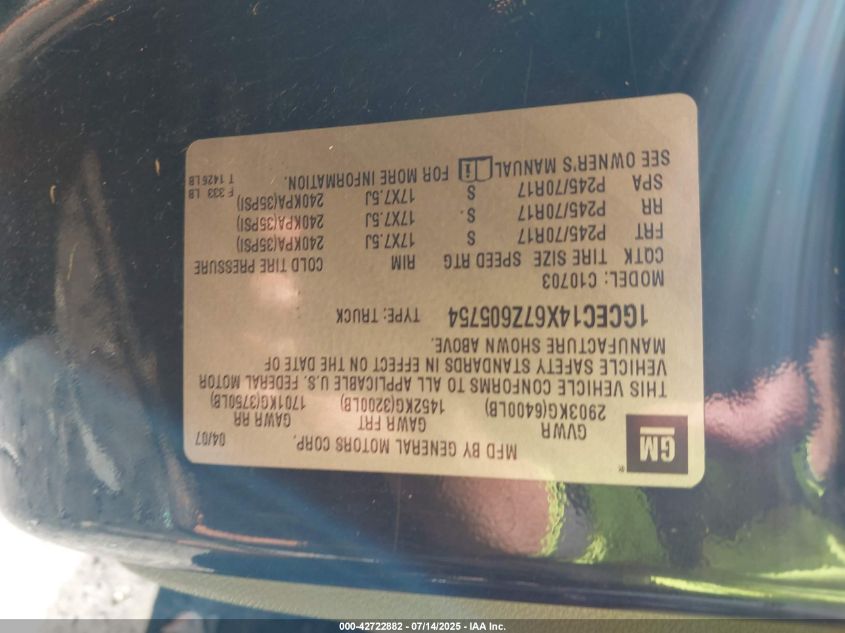 MFD BY GENERAL MOTORS CORP. 04/07
GM
®
GVWR GAWR FRT GAWR RR
2903KG(6400LB) 1452KG(3200LB) 1701KG(3750LB)
THIS VEHICLE CONFORMS TO ALL APPLICABLE U.S. FEDERAL MOTOR
VEHICLE SAFETY STANDARDS IN EFFECT ON THE DATE OF
MANUFACTURE SHOWN ABOVE.
1GCEC14X67Z605754 TYPE: TRUCK
MODEL: C10703
CQTK TIRE SIZE SPEED RTG RIM COLD TIRE PRESSURE
FRT P245/70R17 S 17X7.5J 240KPA(35PSI)
RR P245/70R17 S 17X7.5J 240KPA(35PSI)
SPA P245/70R17 S 17X7.5J 240KPA(35PSI)
SEE OWNER'S MANUAL FOR MORE INFORMATION.
F 333 LB
T 1426 LB
000-42722882 - 07/14/2025 - IAA Inc.